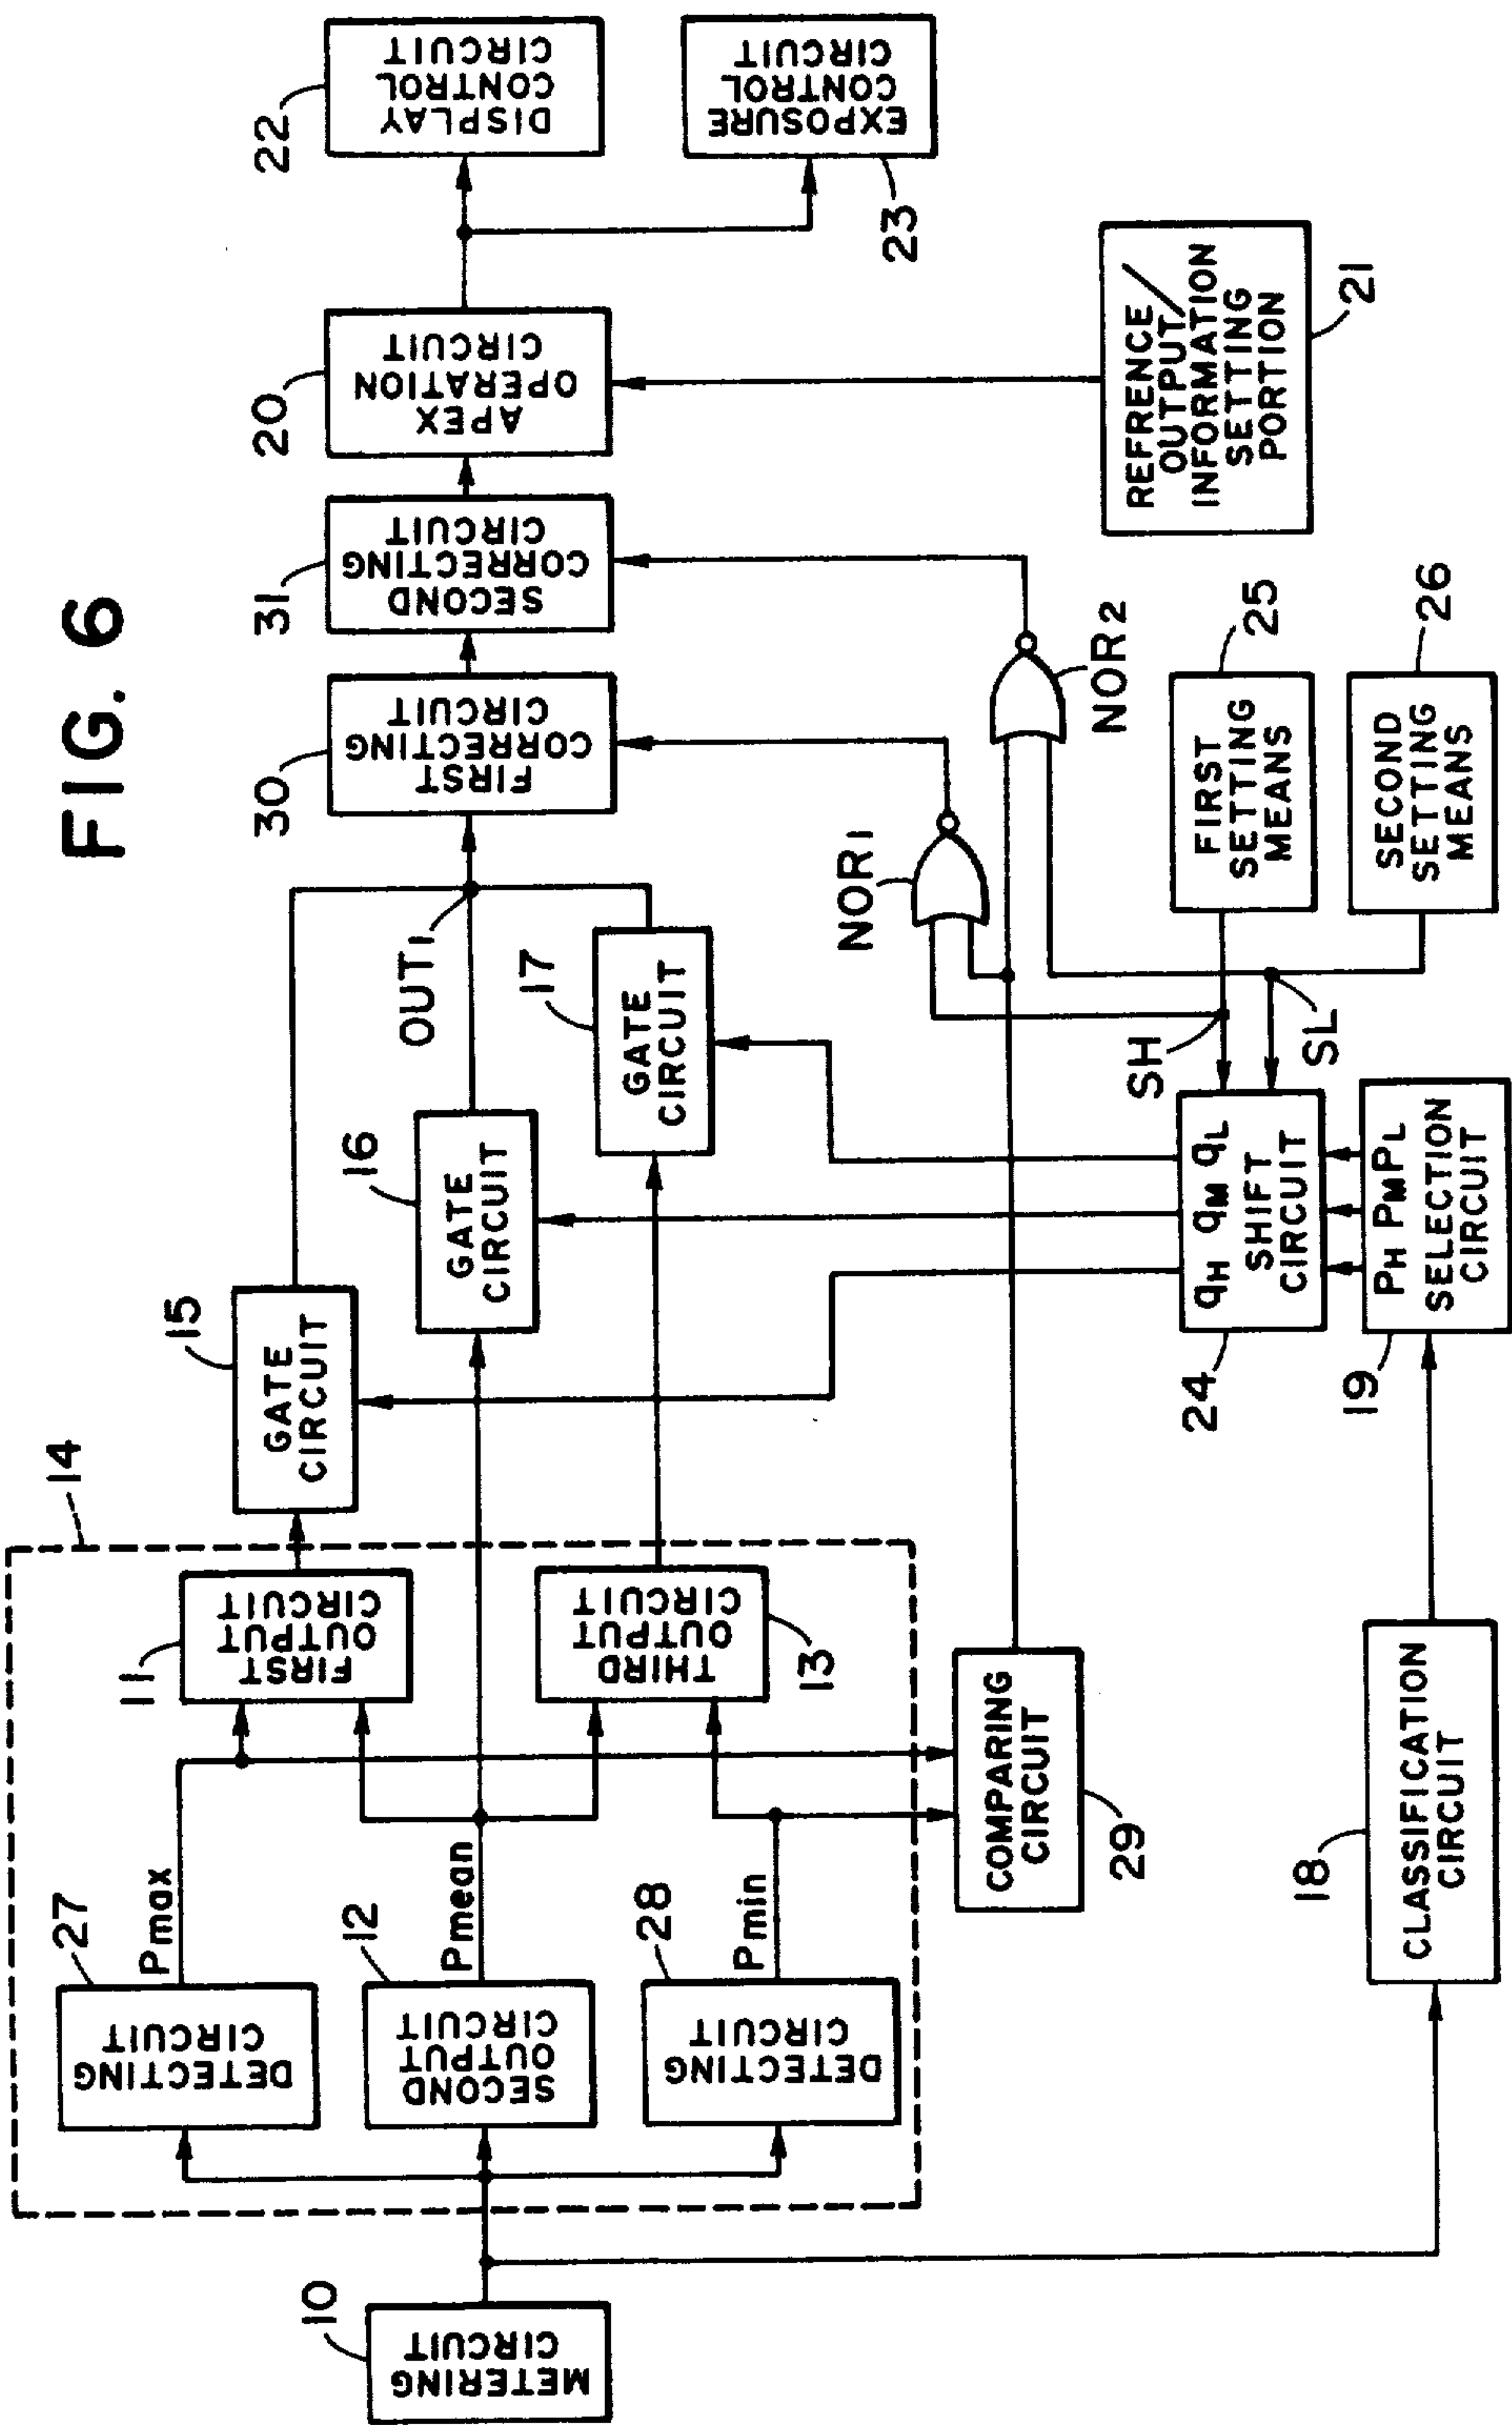 FIG. 6
10
METERING
CIRCUIT
14
27
DETECTING
CIRCUIT
Pmax
12
SECOND
OUTPUT
CIRCUIT
Pmean
28
DETECTING
CIRCUIT
Pmin
11
FIRST
OUTPUT
CIRCUIT
THIRD
OUTPUT
CIRCUIT
13
15
GATE
CIRCUIT
16
GATE
CIRCUIT
17
GATE
CIRCUIT
OUT1
30
FIRST
CORRECTING
CIRCUIT
31
SECOND
CORRECTING
CIRCUIT
20
APEX
OPERATION
CIRCUIT
22
DISPLAY
CONTROL
CIRCUIT
EXPOSURE
CONTROL
CIRCUIT
23
COMPARING
CIRCUIT
29
18
CLASSIFICATION
CIRCUIT
19
PH PM PL
SELECTION
CIRCUIT
24
qH qM qL
SHIFT
CIRCUIT
SH
SL
NOR1
NOR2
25
FIRST
SETTING
MEANS
26
SECOND
SETTING
MEANS
REFERENCE/
OUTPUT/
INFORMATION
SETTING
PORTION
21